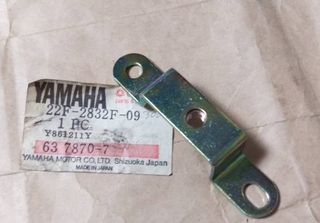 YAMAHA
22F-2832F-09
1 PC
Y861211Y
63 7870-7
YAMAHA MOTOR CO., LTD. Shizuoka Japan
MADE IN JAPAN